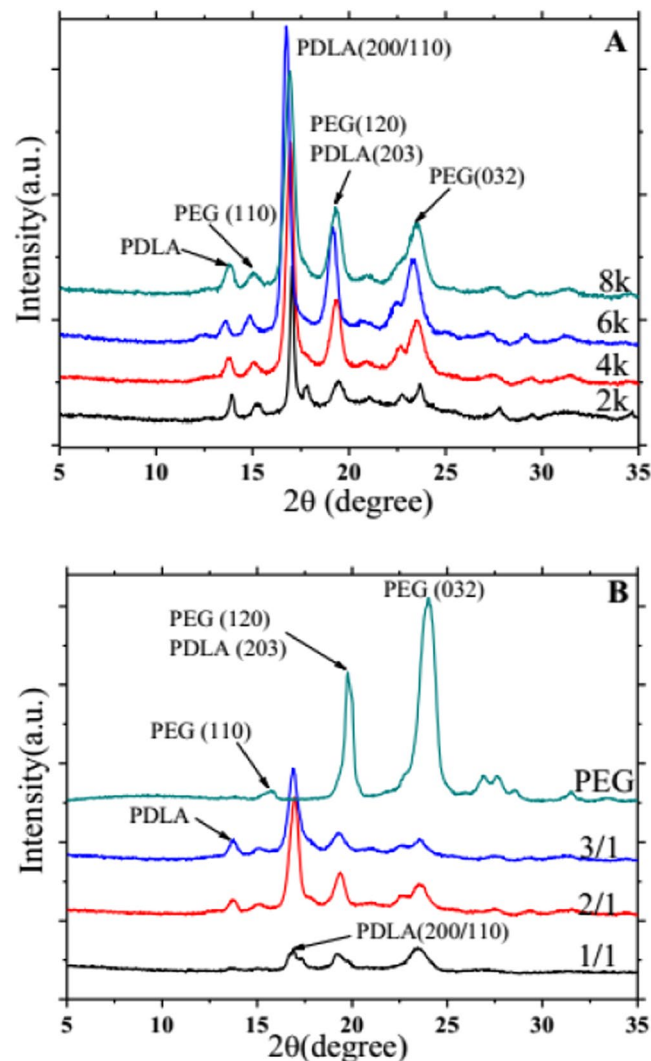 A
PDLA(200/110)
PEG(120)
PDLA(203)
PEG(032)
PEG (110)
PDLA
8k
6k
4k
2k
Intensity(a.u.)
5 10 15 20 25 30 35
2θ (degree)
B
PEG (032)
PEG (120)
PDLA (203)
PEG (110)
PEG
PDLA
3/1
2/1
PDLA(200/110)
1/1
Intensity(a.u.)
5 10 15 20 25 30 35
2θ(degree)